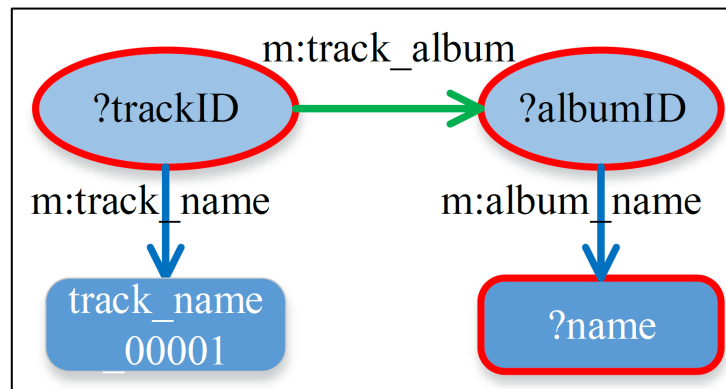 m:track_album
?trackID
?albumID
m:track_name
m:album_name
track_name
_00001
?name